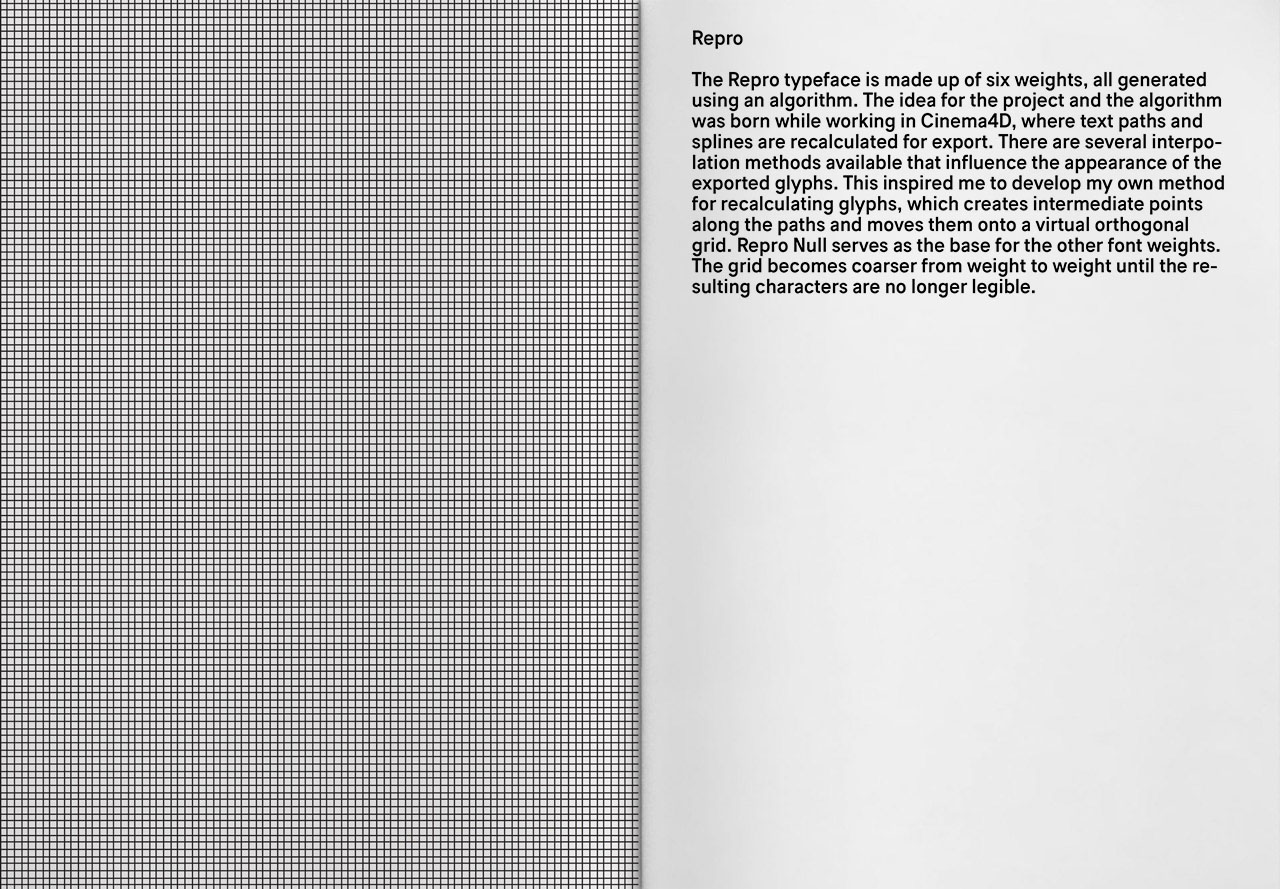 Repro
The Repro typeface is made up of six weights, all generated
using an algorithm. The idea for the project and the algorithm
was born while working in Cinema4D, where text paths and
splines are recalculated for export. There are several interpo-
lation methods available that influence the appearance of the
exported glyphs. This inspired me to develop my own method
for recalculating glyphs, which creates intermediate points
along the paths and moves them onto a virtual orthogonal
grid. Repro Null serves as the base for the other font weights.
The grid becomes coarser from weight to weight until the re-
sulting characters are no longer legible.